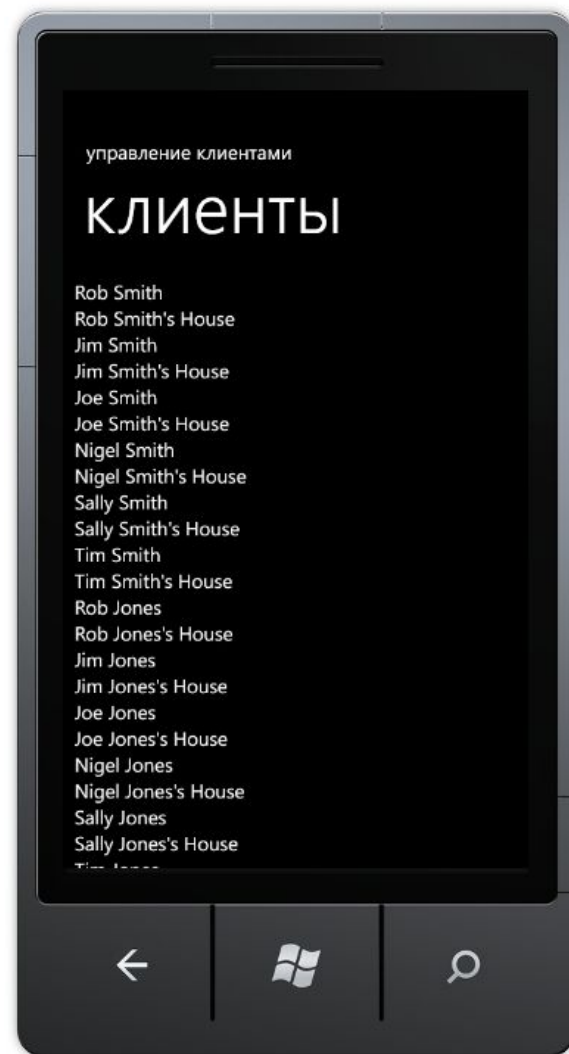 управление клиентами
клиенты
Rob Smith
Rob Smith's House
Jim Smith
Jim Smith's House
Joe Smith
Joe Smith's House
Nigel Smith
Nigel Smith's House
Sally Smith
Sally Smith's House
Tim Smith
Tim Smith's House
Rob Jones
Rob Jones's House
Jim Jones
Jim Jones's House
Joe Jones
Joe Jones's House
Nigel Jones
Nigel Jones's House
Sally Jones
Sally Jones's House
Tim Jones